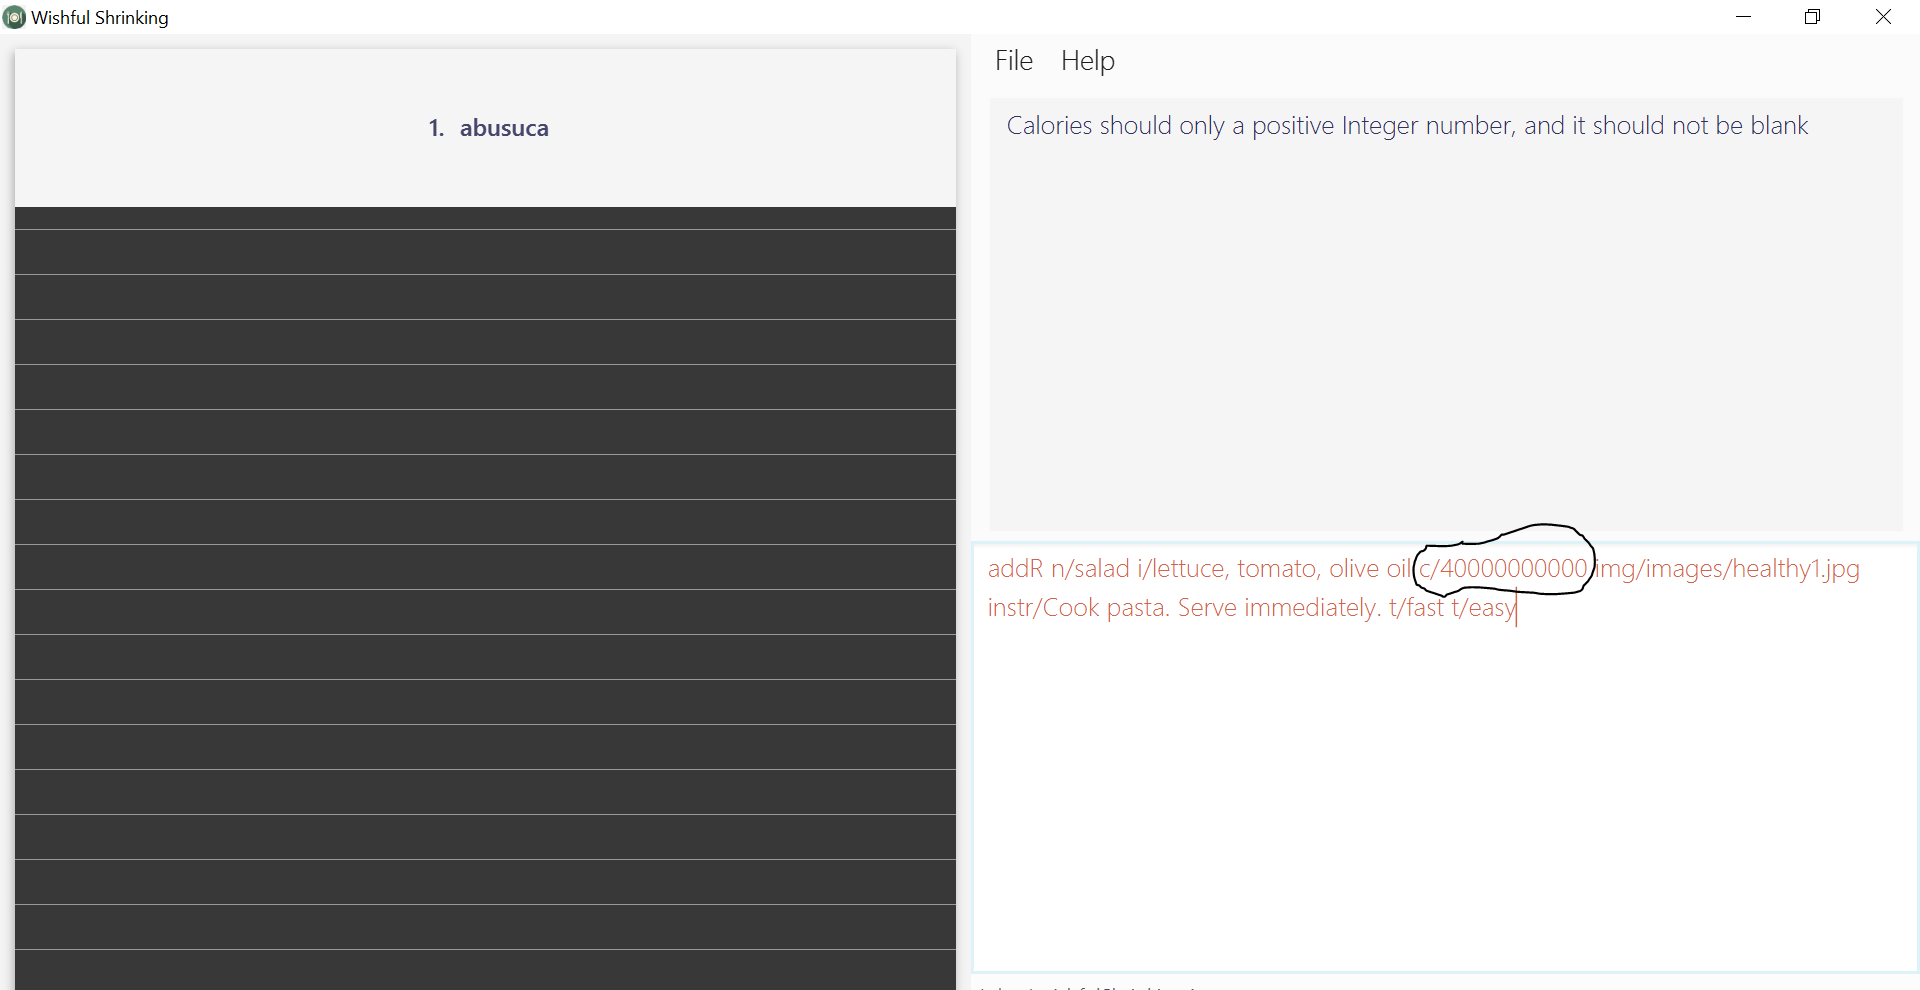 Wishful Shrinking
1. abusuca
File Help
Calories should only a positive Integer number, and it should not be blank
addR n/salad i/lettuce, tomato, olive oil c/40000000000 img/images/healthy1.jpg
instr/Cook pasta. Serve immediately. t/fast t/easy